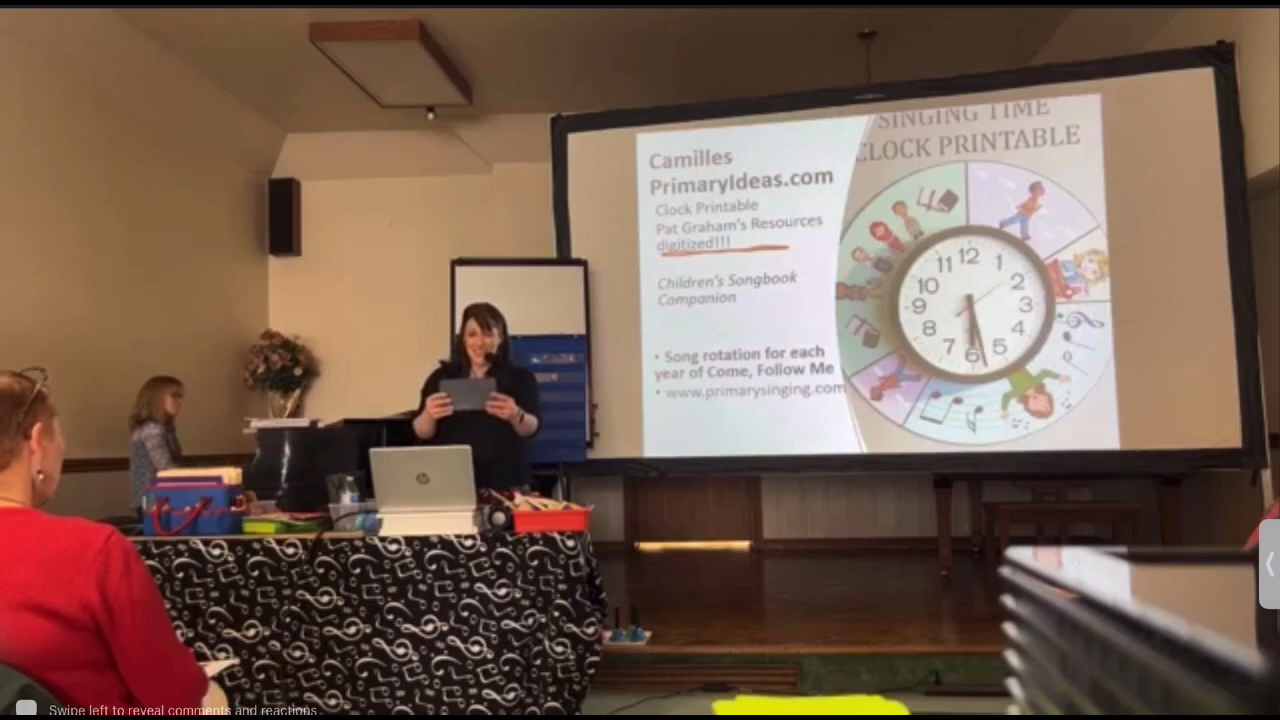 SINGING TIME
CLOCK PRINTABLE
Camilles
PrimaryIdeas.com
Clock Printable
Pat Graham's Resources
digitized!!!
Children's Songbook
Companion
• Song rotation for each
year of Come, Follow Me
• www.primarysinging.com
11 12 1
10 2
9 3
8 4
7 6 5
hp
Swipe left to reveal comments and reactions